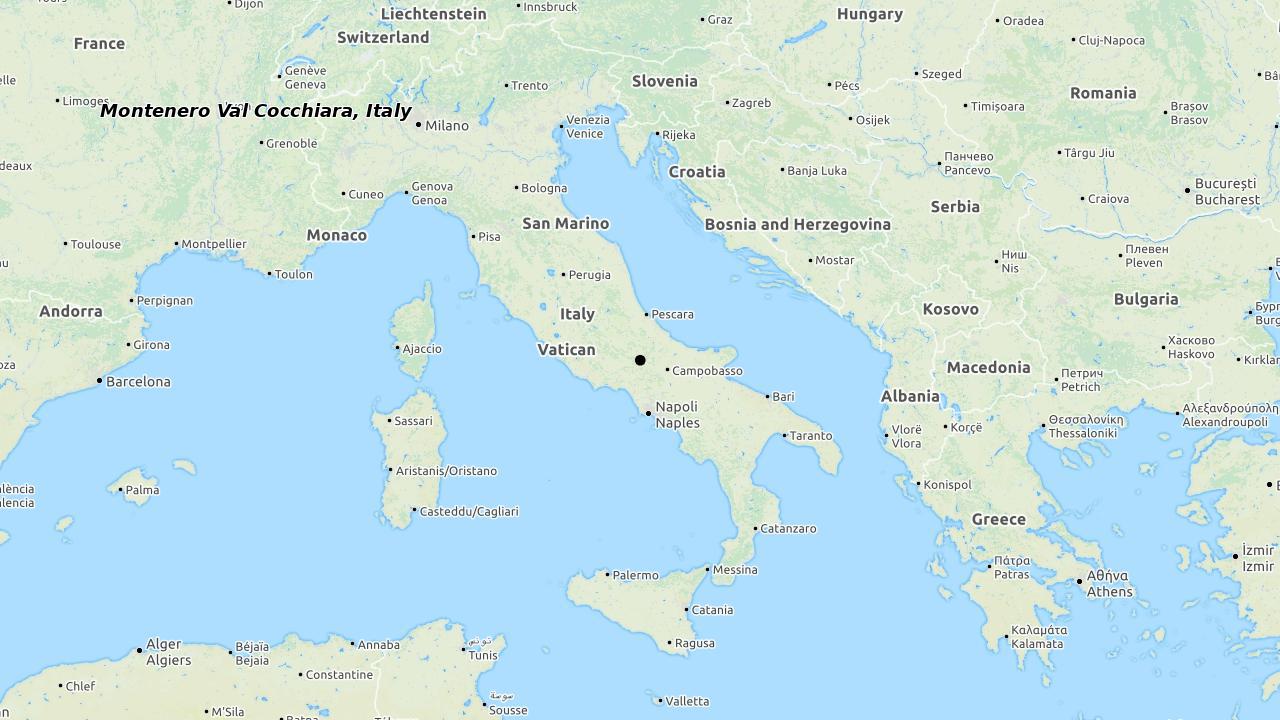 Dijon
Liechtenstein
Innsbruck
Graz
Hungary
Oradea
France
Switzerland
Cluj-Napoca
Genève
Geneva
Slovenia
Szeged
Trento
Pécs
Romania
Limoges
Zagreb
Timișoara
Brașov
Brasov
Montenero Val Cocchiara, Italy
Milano
Venezia
Venice
Osijek
Rijeka
Grenoble
Târgu Jiu
Панчево
Pancevo
Croatia
Banja Luka
Cuneo
Genova
Genoa
Bologna
București
Bucharest
Craiova
Serbia
San Marino
Bosnia and Herzegovina
Monaco
Pisa
Toulouse
Montpellier
Плевен
Pleven
Ниш
Nis
Mostar
Toulon
Perugia
Perpignan
Bulgaria
Andorra
Italy
Pescara
Kosovo
Girona
Ajaccio
Vatican
Хасково
Haskovo
Macedonia
Campobasso
Barcelona
Петрич
Petrich
Bari
Albania
Napoli
Naples
Sassari
Taranto
Vlorë
Vlora
Korçë
Θεσσαλονίκη
Thessaloniki
Alexandroupoli
Aristanis/Oristano
Konispol
Palma
Casteddu/Cagliari
Greece
Catanzaro
İzmir
Izmir
Πάτρα
Patras
Messina
Palermo
Αθήνα
Athens
Catania
Καλαμάτα
Kalamata
Ragusa
Alger
Algiers
Béjaïa
Bejaia
Annaba
تونس
Tunis
Constantine
Chlef
سوسة
Sousse
Valletta
M'Sila